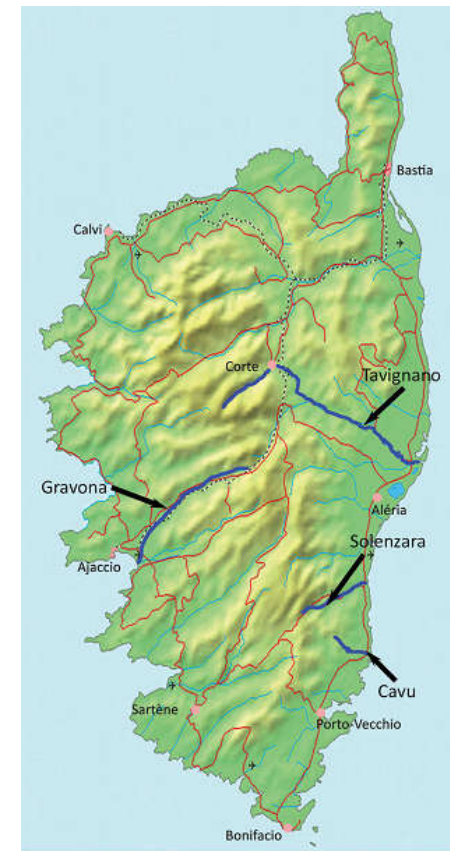 Bastia
Calvi
Corte
Tavignano
Gravona
Aléria
Solenzara
Ajaccio
Cavu
Sartène
Porto-Vecchio
Bonifacio